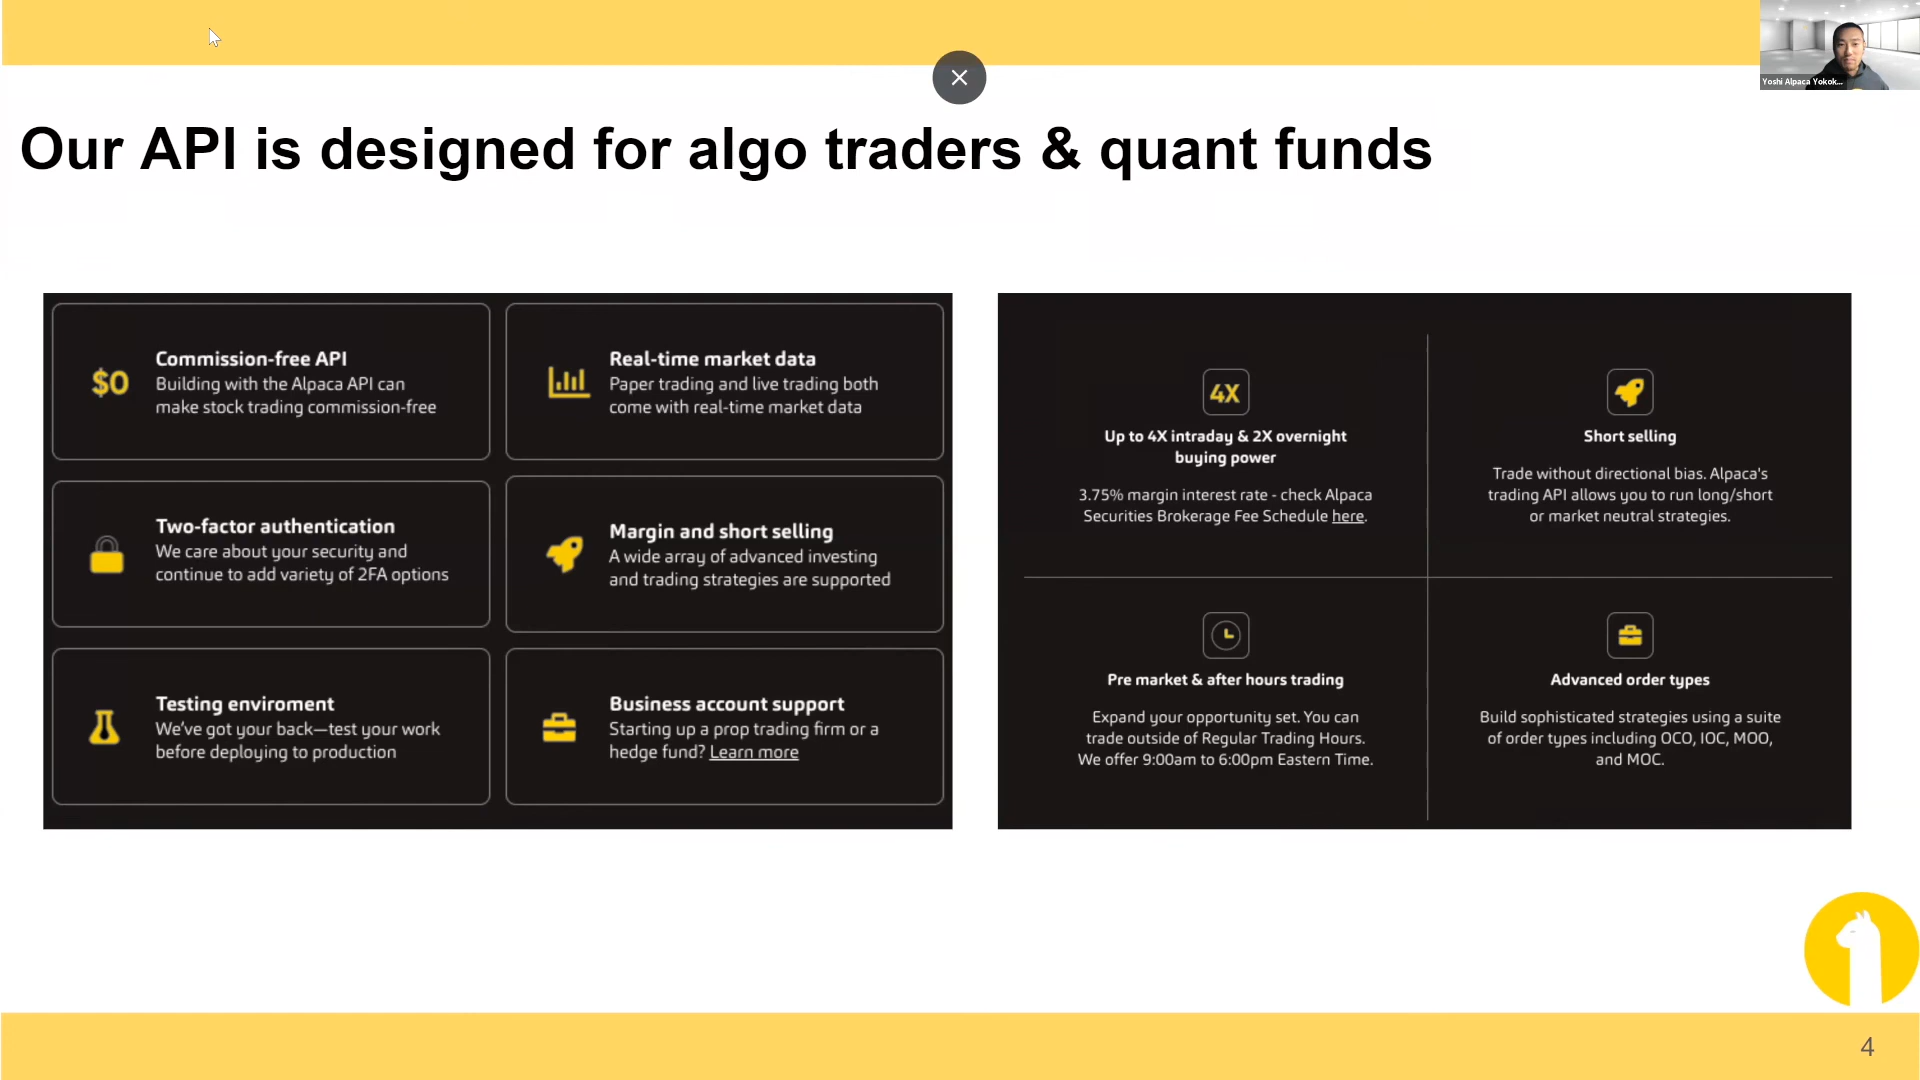 Yoshi Alpaca Yokok...
Our API is designed for algo traders & quant funds
$0
Commission-free API
Building with the Alpaca API can
make stock trading commission-free
Real-time market data
Paper trading and live trading both
come with real-time market data
Two-factor authentication
We care about your security and
continue to add variety of 2FA options
Margin and short selling
A wide array of advanced investing
and trading strategies are supported
Testing enviroment
We've got your back—test your work
before deploying to production
Business account support
Starting up a prop trading firm or a
hedge fund? Learn more
4X
Up to 4X intraday & 2X overnight
buying power
3.75% margin interest rate - check Alpaca
Securities Brokerage Fee Schedule here.
Short selling
Trade without directional bias. Alpaca's
trading API allows you to run long/short
or market neutral strategies.
Pre market & after hours trading
Expand your opportunity set. You can
trade outside of Regular Trading Hours.
We offer 9:00am to 6:00pm Eastern Time.
Advanced order types
Build sophisticated strategies using a suite
of order types including OCO, IOC, MOO,
and MOC.
4